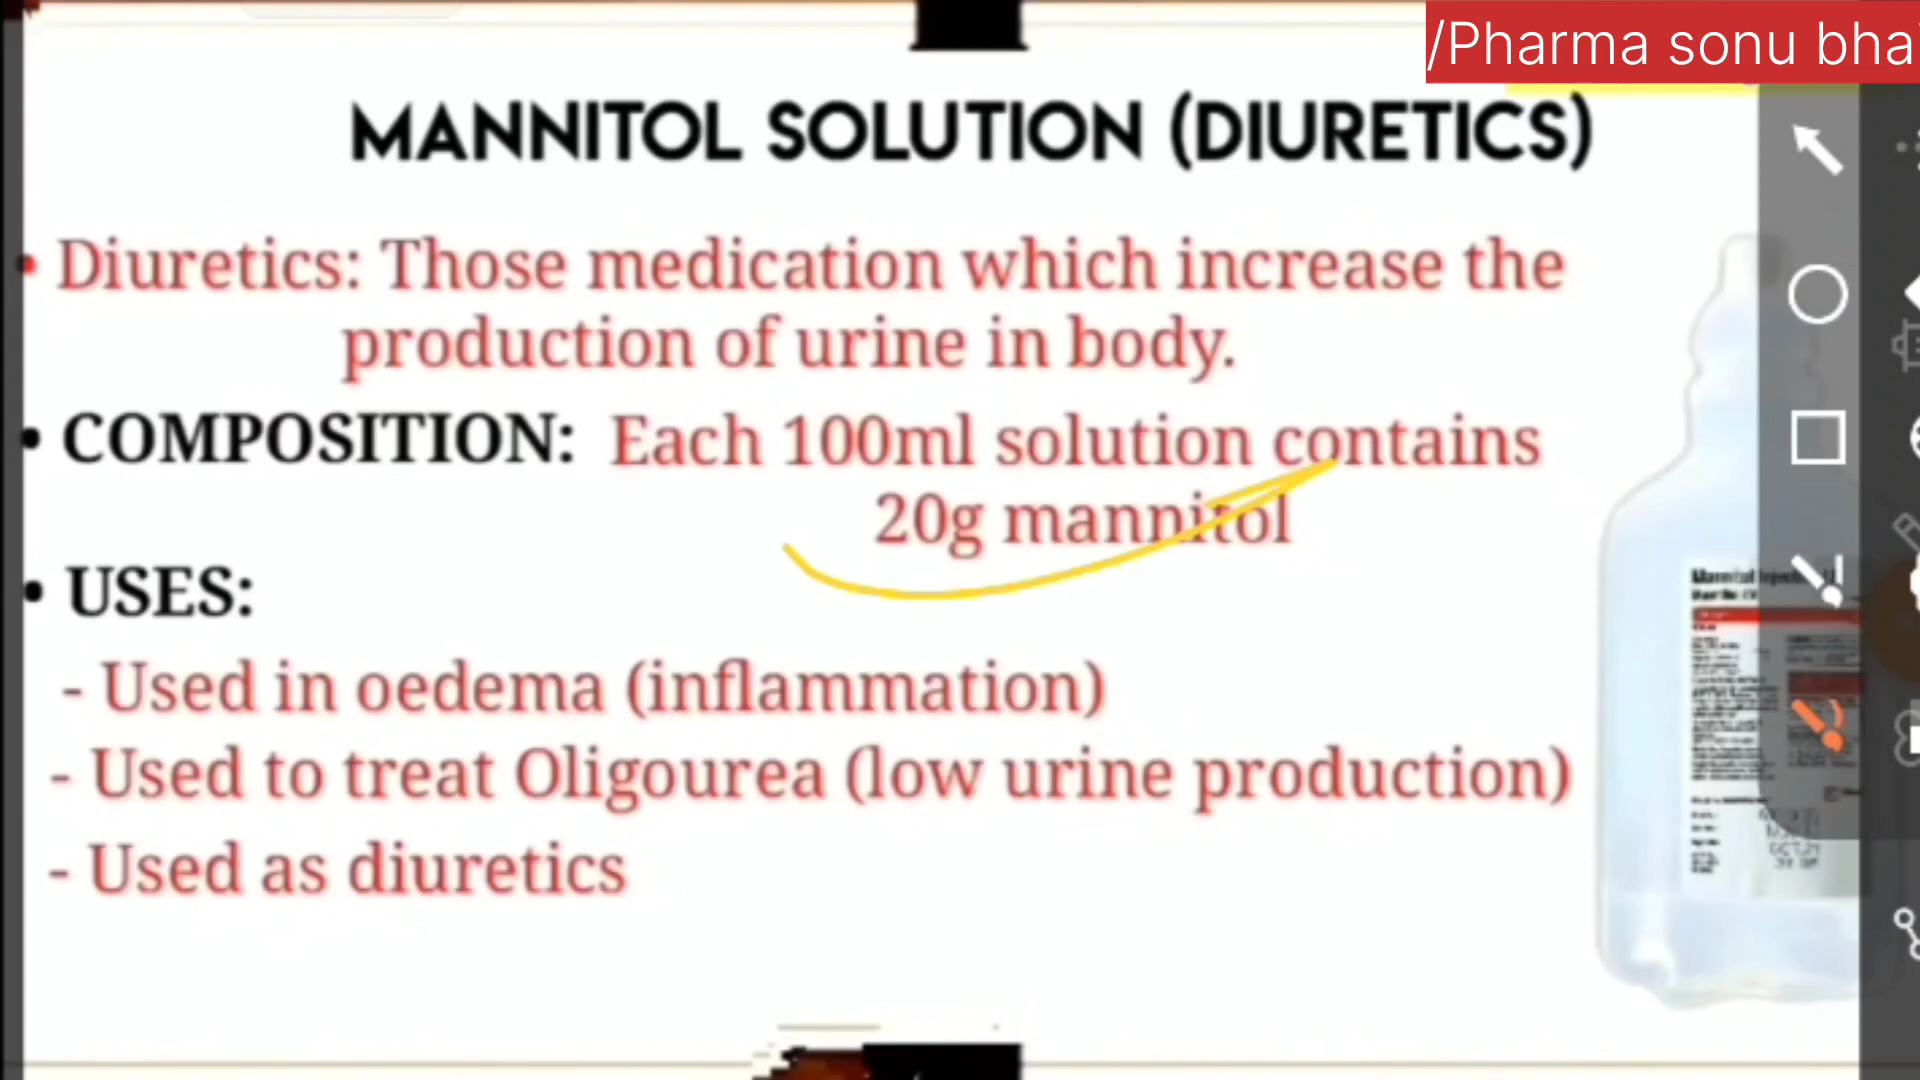 /Pharma sonu bha
MANNITOL SOLUTION (DIURETICS)
• Diuretics: Those medication which increase the
production of urine in body.
• COMPOSITION: Each 100ml solution contains
20g mannitol
• USES:
- Used in oedema (inflammation)
- Used to treat Oligourea (low urine production)
- Used as diuretics
Mannitol